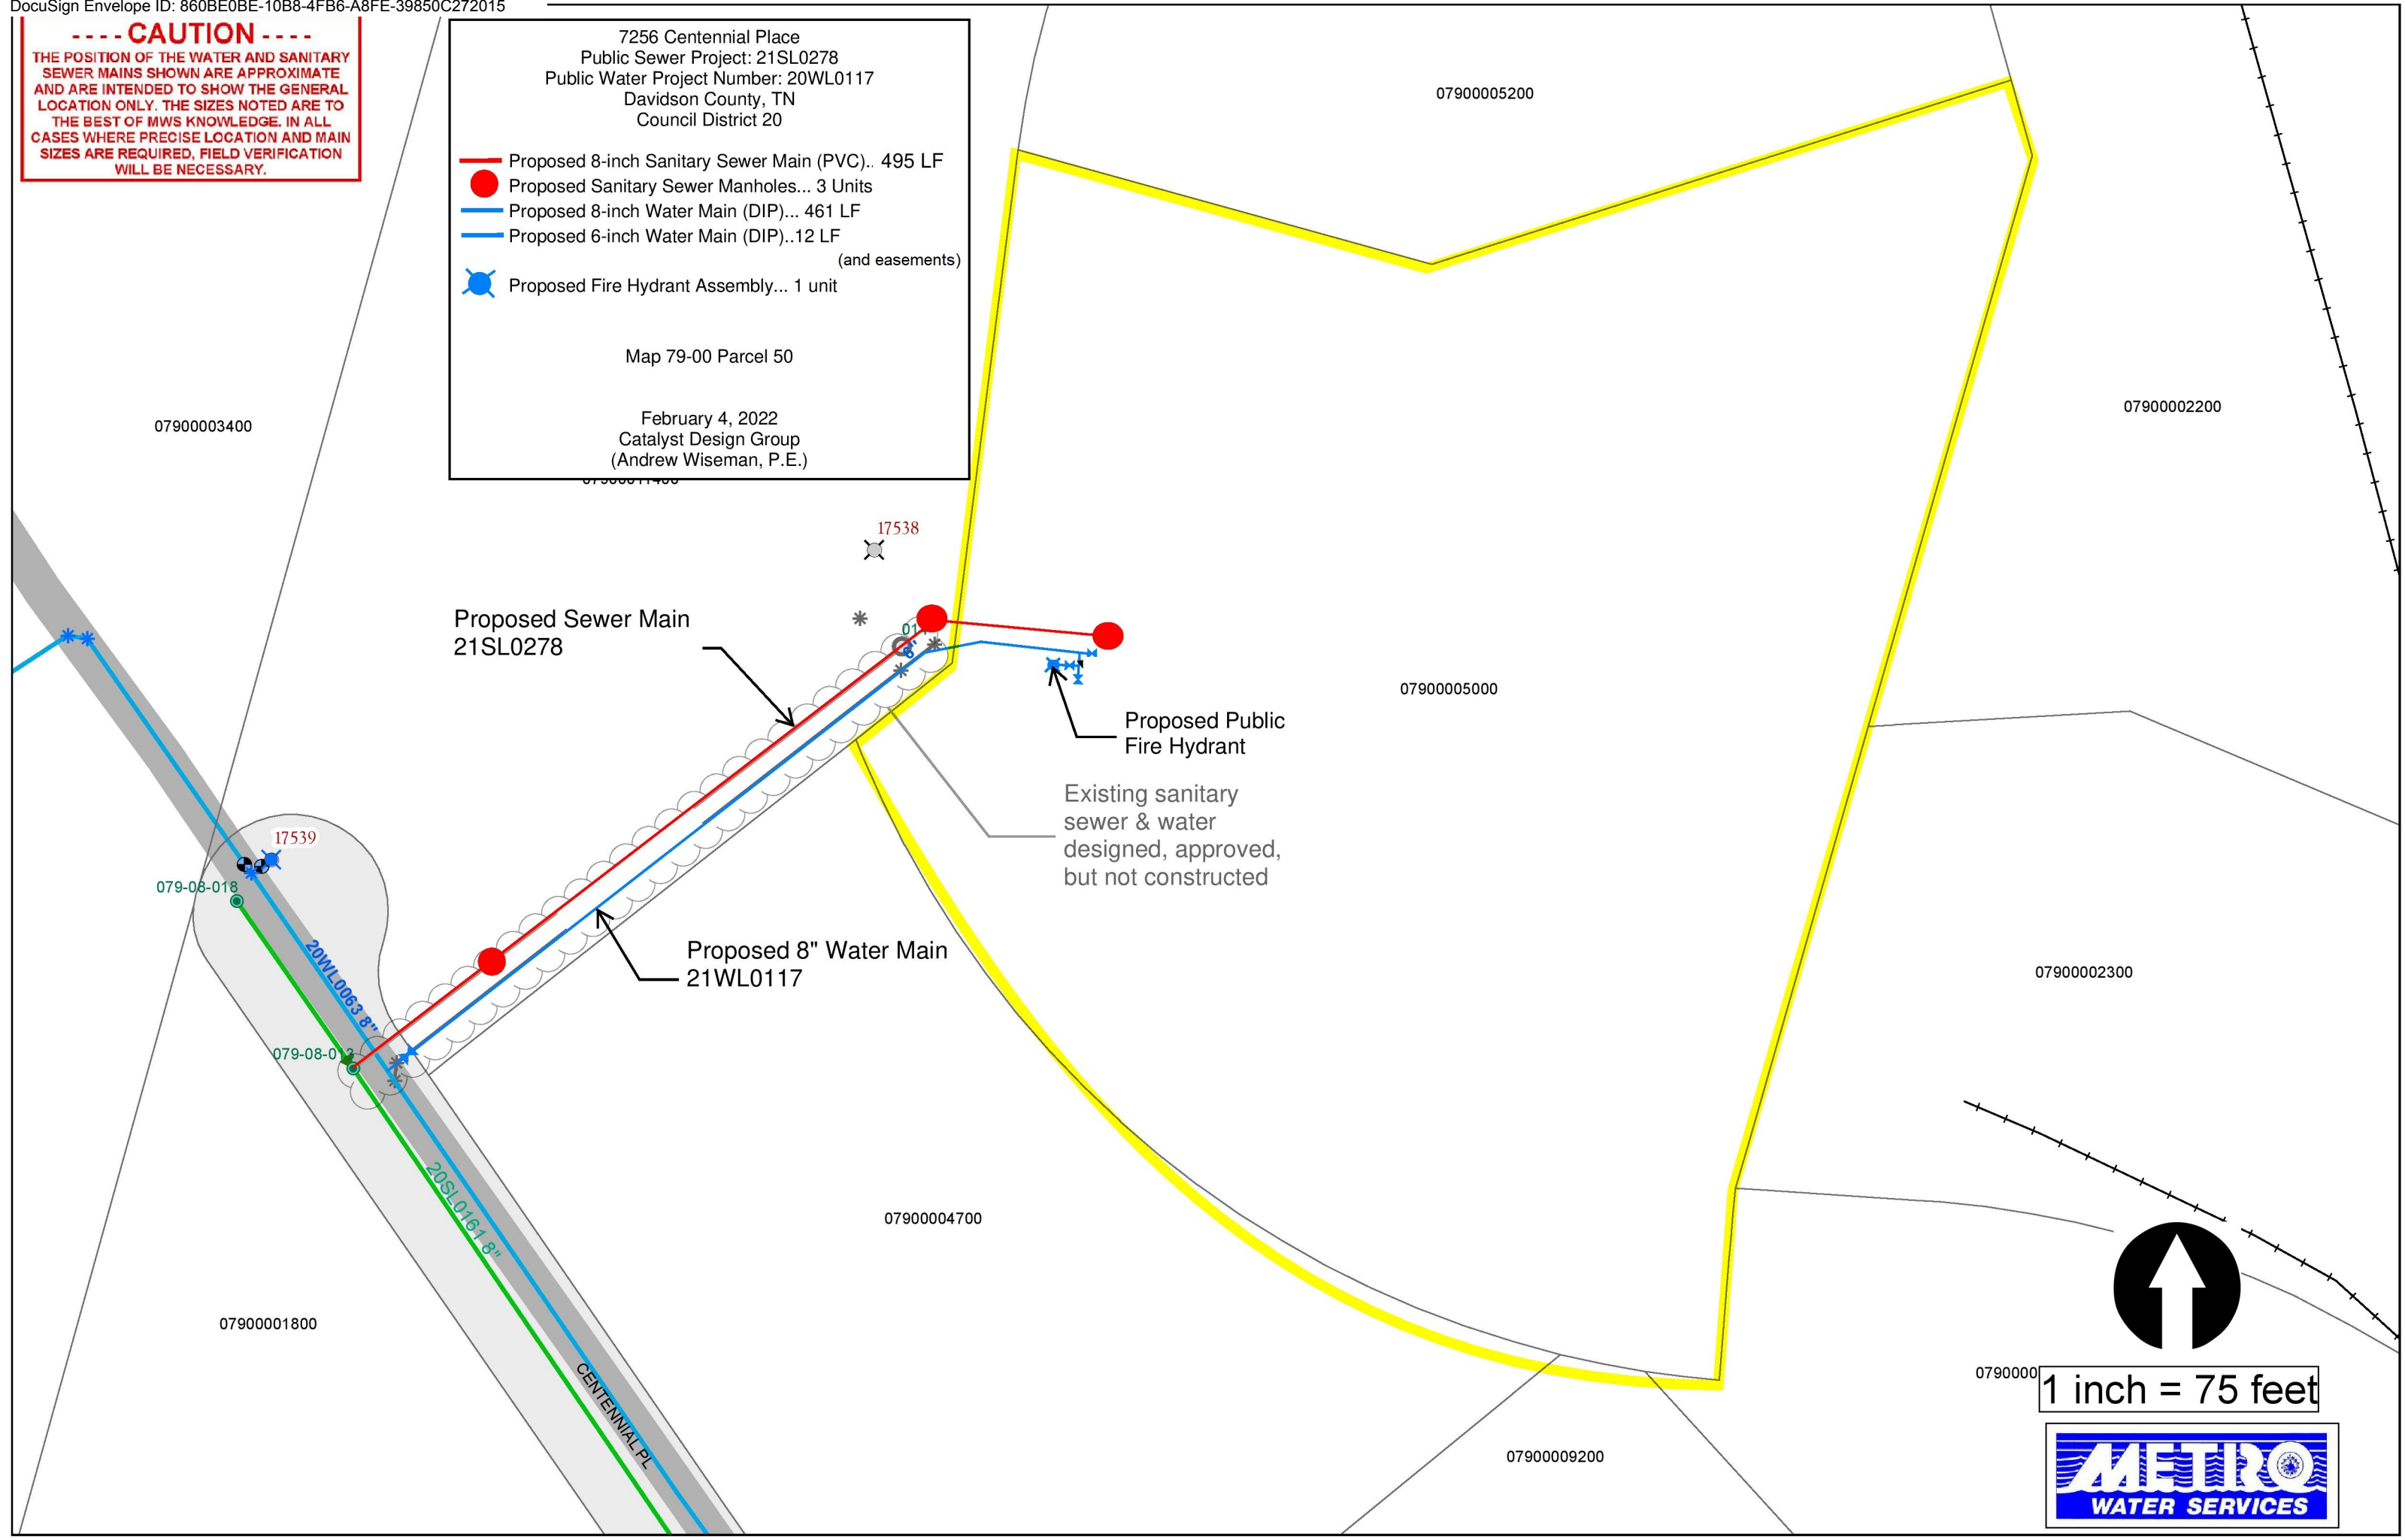 DocuSign Envelope ID: 860BE0BE-10B8-4FB6-A8FE-39850C272015
- - - - CAUTION - - - -
THE POSITION OF THE WATER AND SANITARY
SEWER MAINS SHOWN ARE APPROXIMATE
AND ARE INTENDED TO SHOW THE GENERAL
LOCATION ONLY. THE SIZES NOTED ARE TO
THE BEST OF MWS KNOWLEDGE. IN ALL
CASES WHERE PRECISE LOCATION AND MAIN
SIZES ARE REQUIRED, FIELD VERIFICATION
WILL BE NECESSARY.
7256 Centennial Place
Public Sewer Project: 21SL0278
Public Water Project Number: 20WL0117
Davidson County, TN
Council District 20
Proposed 8-inch Sanitary Sewer Main (PVC).. 495 LF
Proposed Sanitary Sewer Manholes... 3 Units
Proposed 8-inch Water Main (DIP)... 461 LF
Proposed 6-inch Water Main (DIP)..12 LF
(and easements)
Proposed Fire Hydrant Assembly... 1 unit
Map 79-00 Parcel 50
February 4, 2022
Catalyst Design Group
(Andrew Wiseman, P.E.)
07900005200
07900002200
07900003400
17538
Proposed Sewer Main
21SL0278
07900005000
Proposed Public
Fire Hydrant
Existing sanitary
sewer & water
designed, approved,
but not constructed
17539
079-08-018
20WL0063 8"
Proposed 8" Water Main
21WL0117
07900002300
20SL0161 8"
07900004700
07900001800
CENTENNIAL PL
1 inch = 75 feet
07900009200
METRO
WATER SERVICES